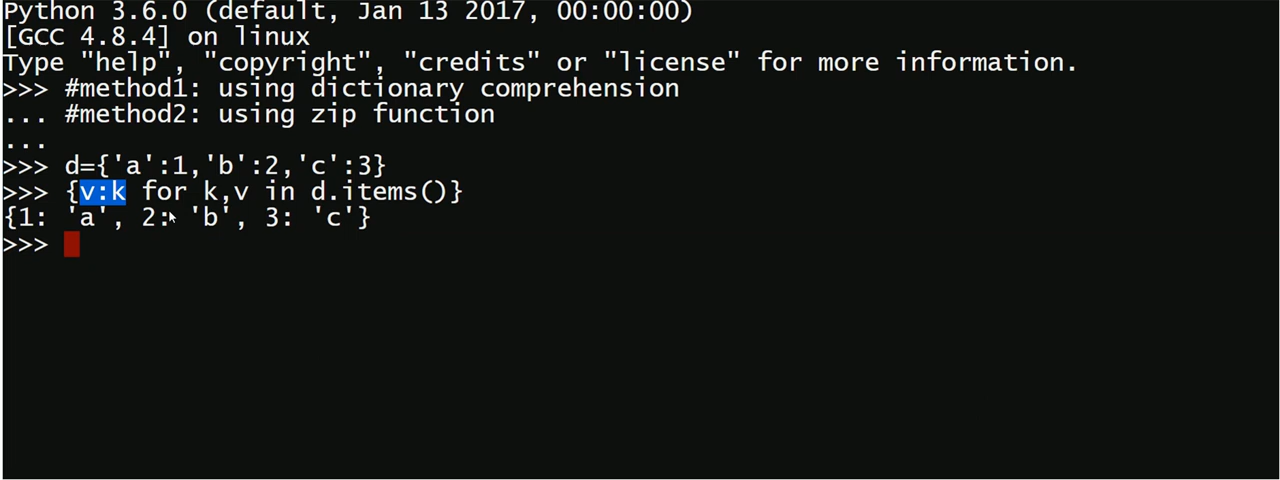 Python 3.6.0 (default, Jan 13 2017, 00:00:00)
[GCC 4.8.4] on linux
Type "help", "copyright", "credits" or "license" for more information.
>>> #method1: using dictionary comprehension
... #method2: using zip function
...
>>> d={'a':1,'b':2,'c':3}
>>> {v:k for k,v in d.items()}
{1: 'a', 2: 'b', 3: 'c'}
>>>